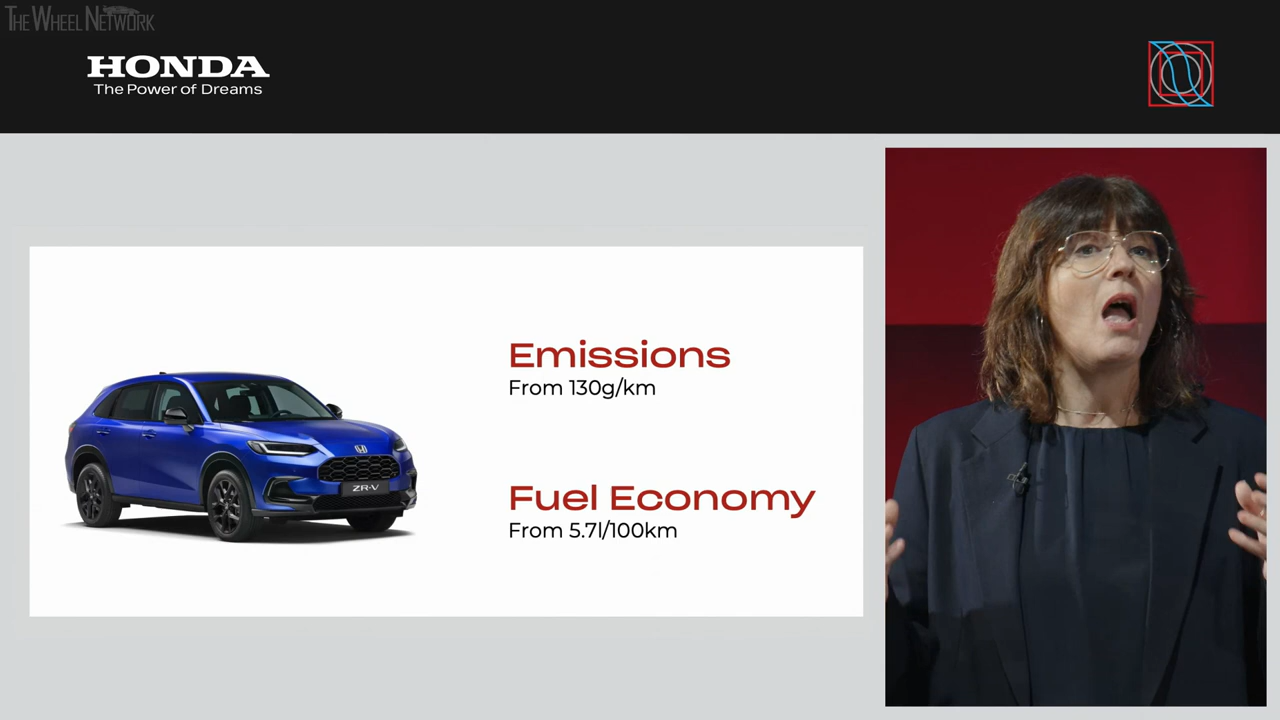 THE WHEEL NETWORK
HONDA
The Power of Dreams
Emissions
From 130g/km
ZR-V
Fuel Economy
From 5.7l/100km